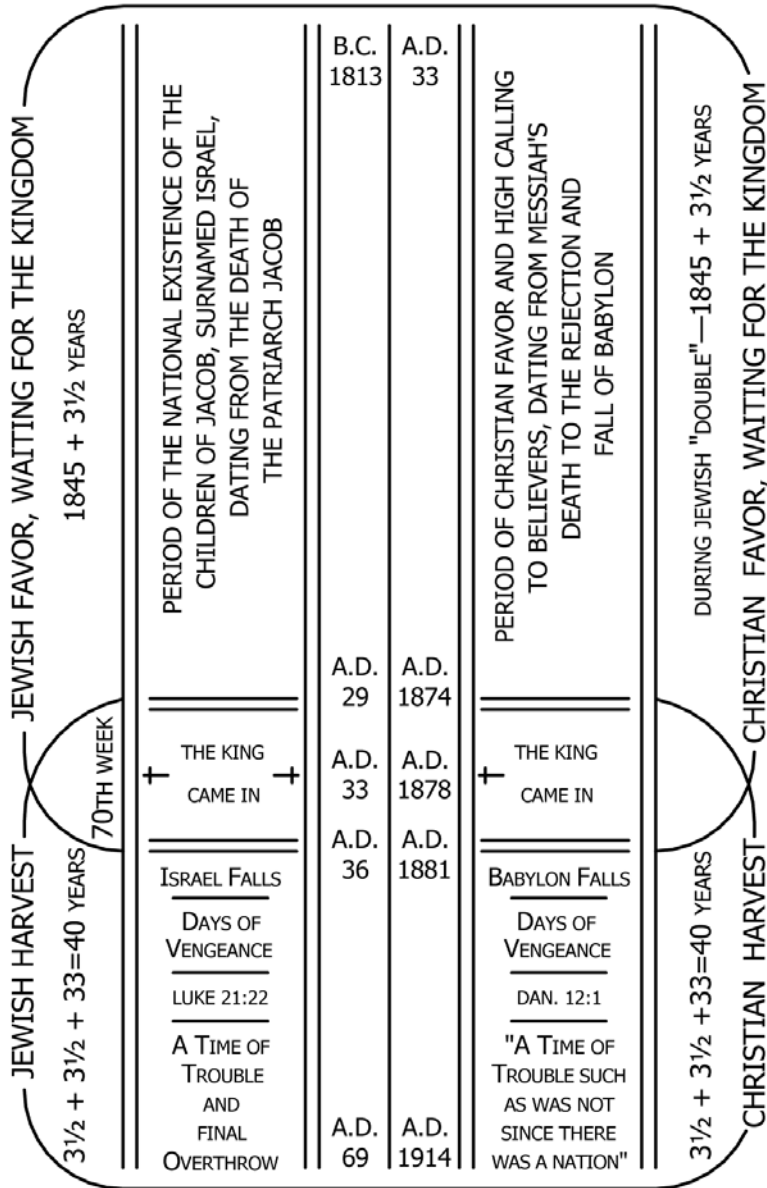 JEWISH FAVOR, WAITING FOR THE KINGDOM
1845 + 3½ YEARS
PERIOD OF THE NATIONAL EXISTENCE OF THE
CHILDREN OF JACOB, SURNAMED ISRAEL,
DATING FROM THE DEATH OF
THE PATRIARCH JACOB
B.C.
1813
A.D.
33
PERIOD OF CHRISTIAN FAVOR AND HIGH CALLING
TO BELIEVERS, DATING FROM MESSIAH'S
DEATH TO THE REJECTION AND
FALL OF BABYLON
DURING JEWISH "DOUBLE"—1845 + 3½ YEARS
CHRISTIAN FAVOR, WAITING FOR THE KINGDOM
A.D.
29
A.D.
1874
70TH WEEK
THE KING
CAME IN
A.D.
33
A.D.
1878
THE KING
CAME IN
A.D.
36
A.D.
1881
JEWISH HARVEST
3½ + 3½ + 33=40 YEARS
ISRAEL FALLS
DAYS OF
VENGEANCE
LUKE 21:22
A TIME OF
TROUBLE
AND
FINAL
OVERTHROW
A.D.
69
A.D.
1914
BABYLON FALLS
DAYS OF
VENGEANCE
DAN. 12:1
"A TIME OF
TROUBLE SUCH
AS WAS NOT
SINCE THERE
WAS A NATION"
3½ + 3½ +33=40 YEARS
CHRISTIAN HARVEST